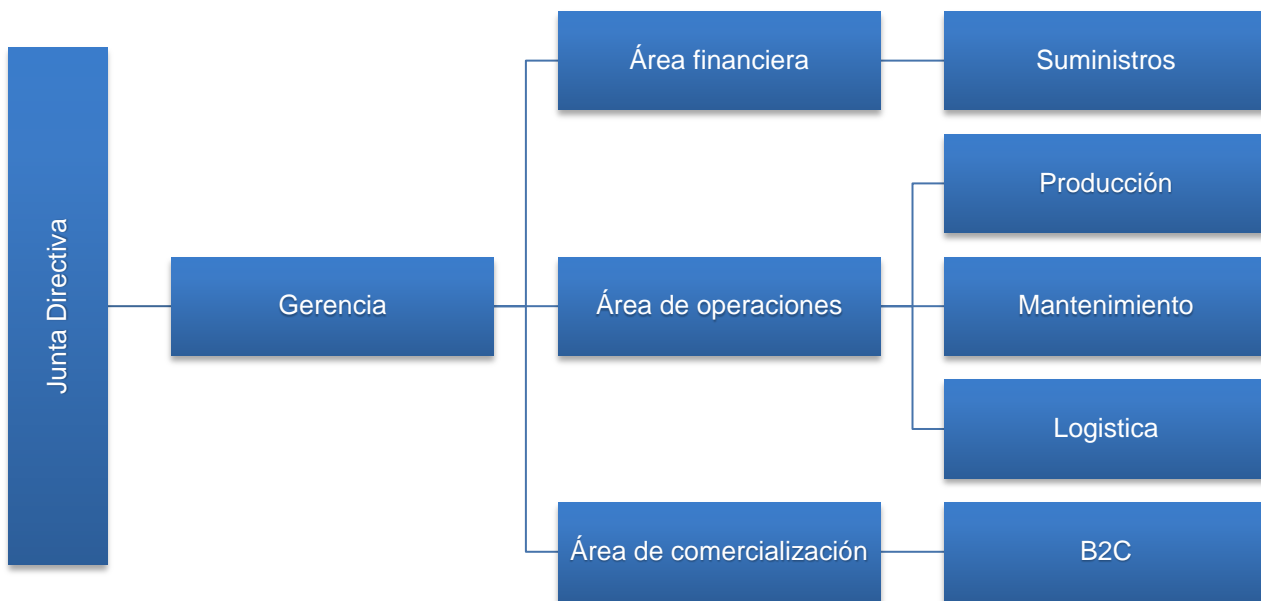 Junta Directiva
Gerencia
Área financiera
Suministros
Área de operaciones
Producción
Mantenimiento
Logistica
Área de comercialización
B2C